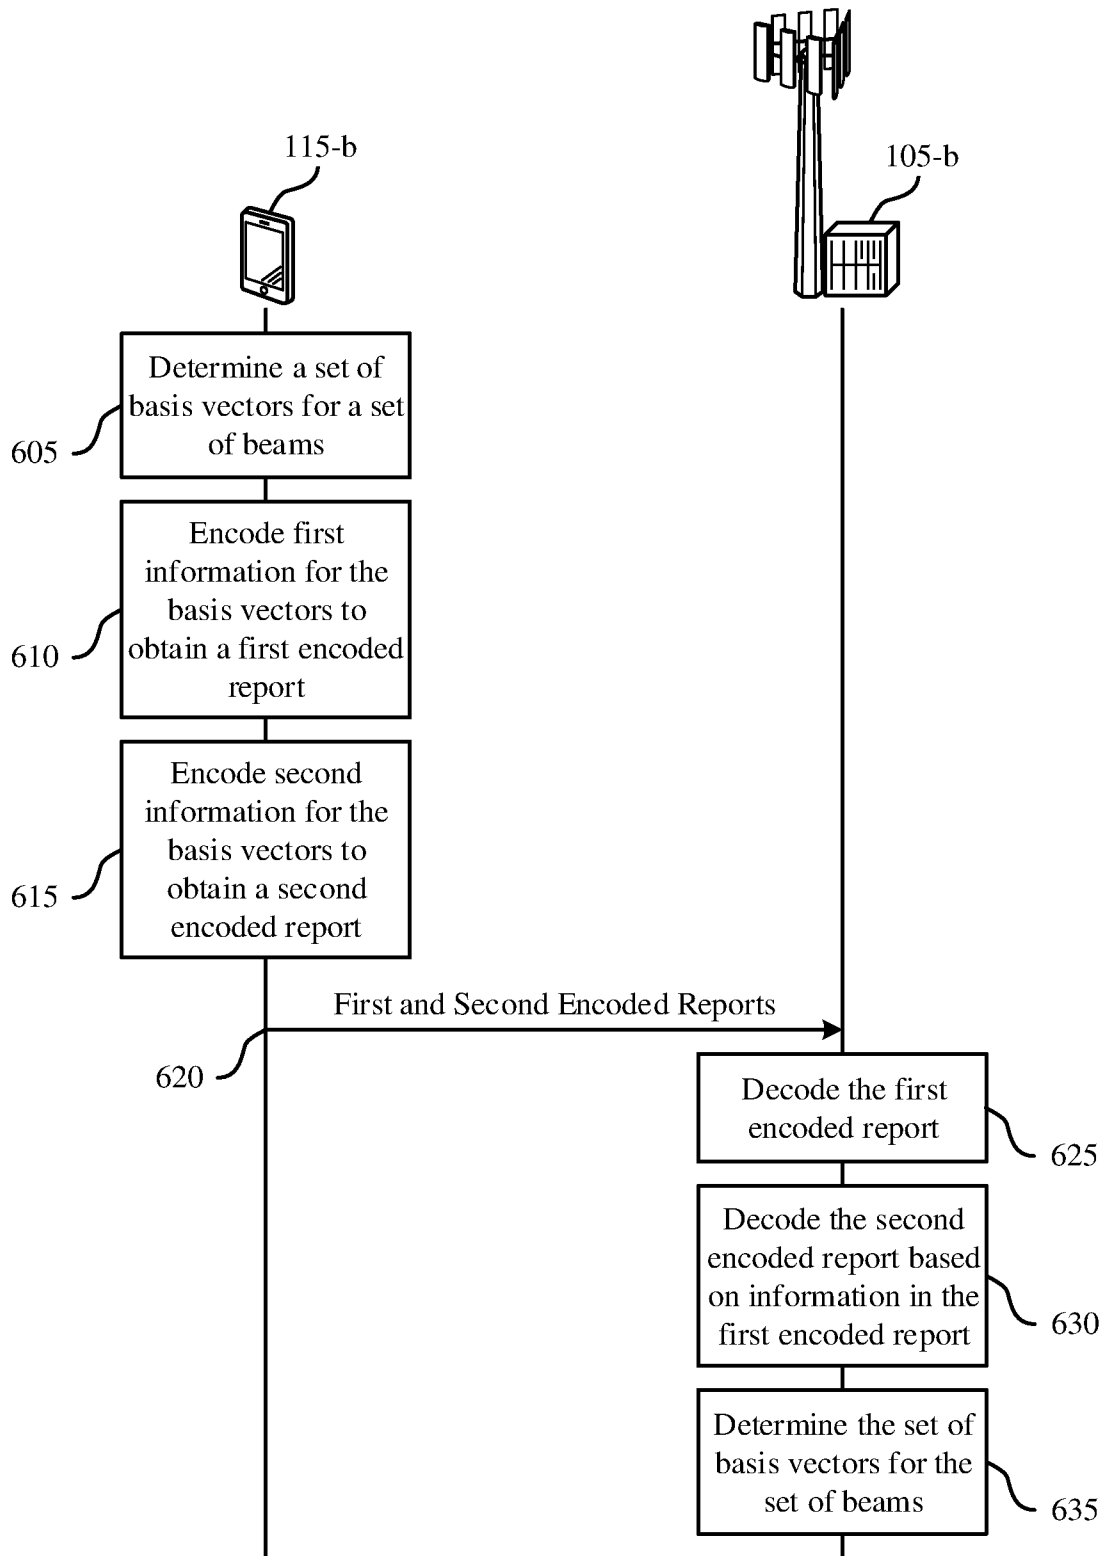 115-b
105-b
Determine a set of
basis vectors for a set
of beams
605
Encode first
information for the
basis vectors to
obtain a first encoded
report
610
Encode second
information for the
basis vectors to
obtain a second
encoded report
615
First and Second Encoded Reports
620
Decode the first
encoded report
625
Decode the second
encoded report based
on information in the
first encoded report
630
Determine the set of
basis vectors for the
set of beams
635